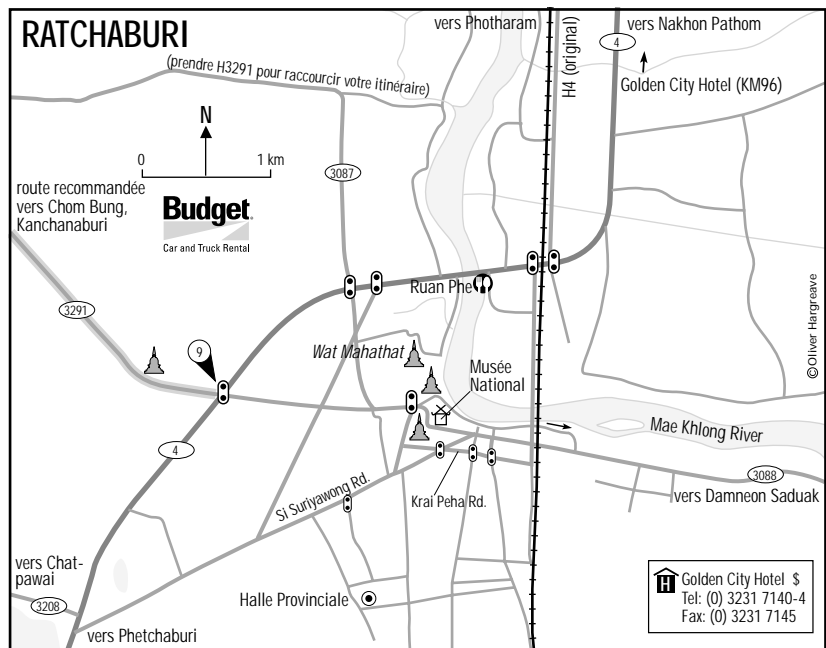 RATCHABURI
vers Photharam
vers Nakhon Pathom
4
H4 (original)
Golden City Hotel (KM96)
(prendre H3291 pour raccourcir votre itinéraire)
N
0 1 km
3087
route recommandée
vers Chom Bung,
Kanchanaburi
Budget
Car and Truck Rental
Ruan Phe
3291
9
Wat Mahathat
Musée
National
©Oliver Hargreave
Mae Khlong River
4
3088
vers Damneon Saduak
Si Suriyawong Rd.
Krai Peha Rd.
vers Chat-
pawai
3208
Halle Provinciale
vers Phetchaburi
H
Golden City Hotel $
Tel: (0) 3231 7140-4
Fax: (0) 3231 7145